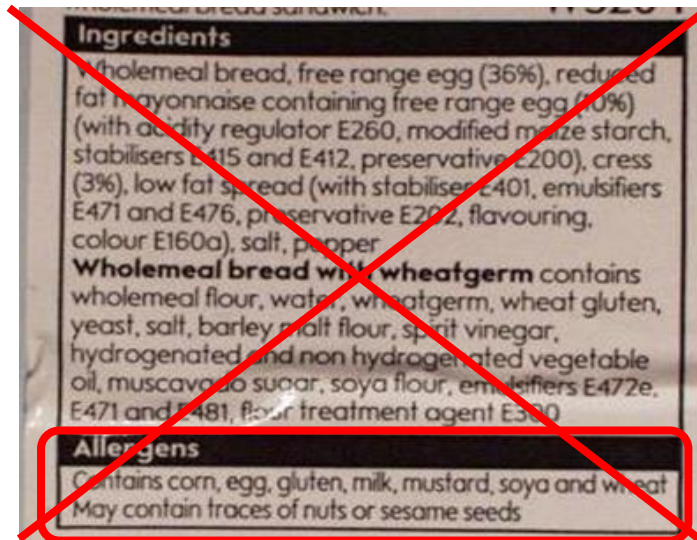 wholemeal bread sandwich.
Ingredients
Wholemeal bread, free range egg (36%), reduced
fat mayonnaise containing free range egg (10%)
(with acidity regulator E260, modified maize starch,
stabilisers E415 and E412, preservative E200), cress
(3%), low fat spread (with stabiliser E401, emulsifiers
E471 and E476, preservative E202, flavouring,
colour E160a), salt, pepper
Wholemeal bread with wheatgerm contains
wholemeal flour, water, wheatgerm, wheat gluten,
yeast, salt, barley malt flour, spirit vinegar,
hydrogenated and non hydrogenated vegetable
oil, muscavado sugar, soya flour, emulsifiers E472e,
E471 and E481, flour treatment agent E300
Allergens
Contains corn, egg, gluten, milk, mustard, soya and wheat
May contain traces of nuts or sesame seeds